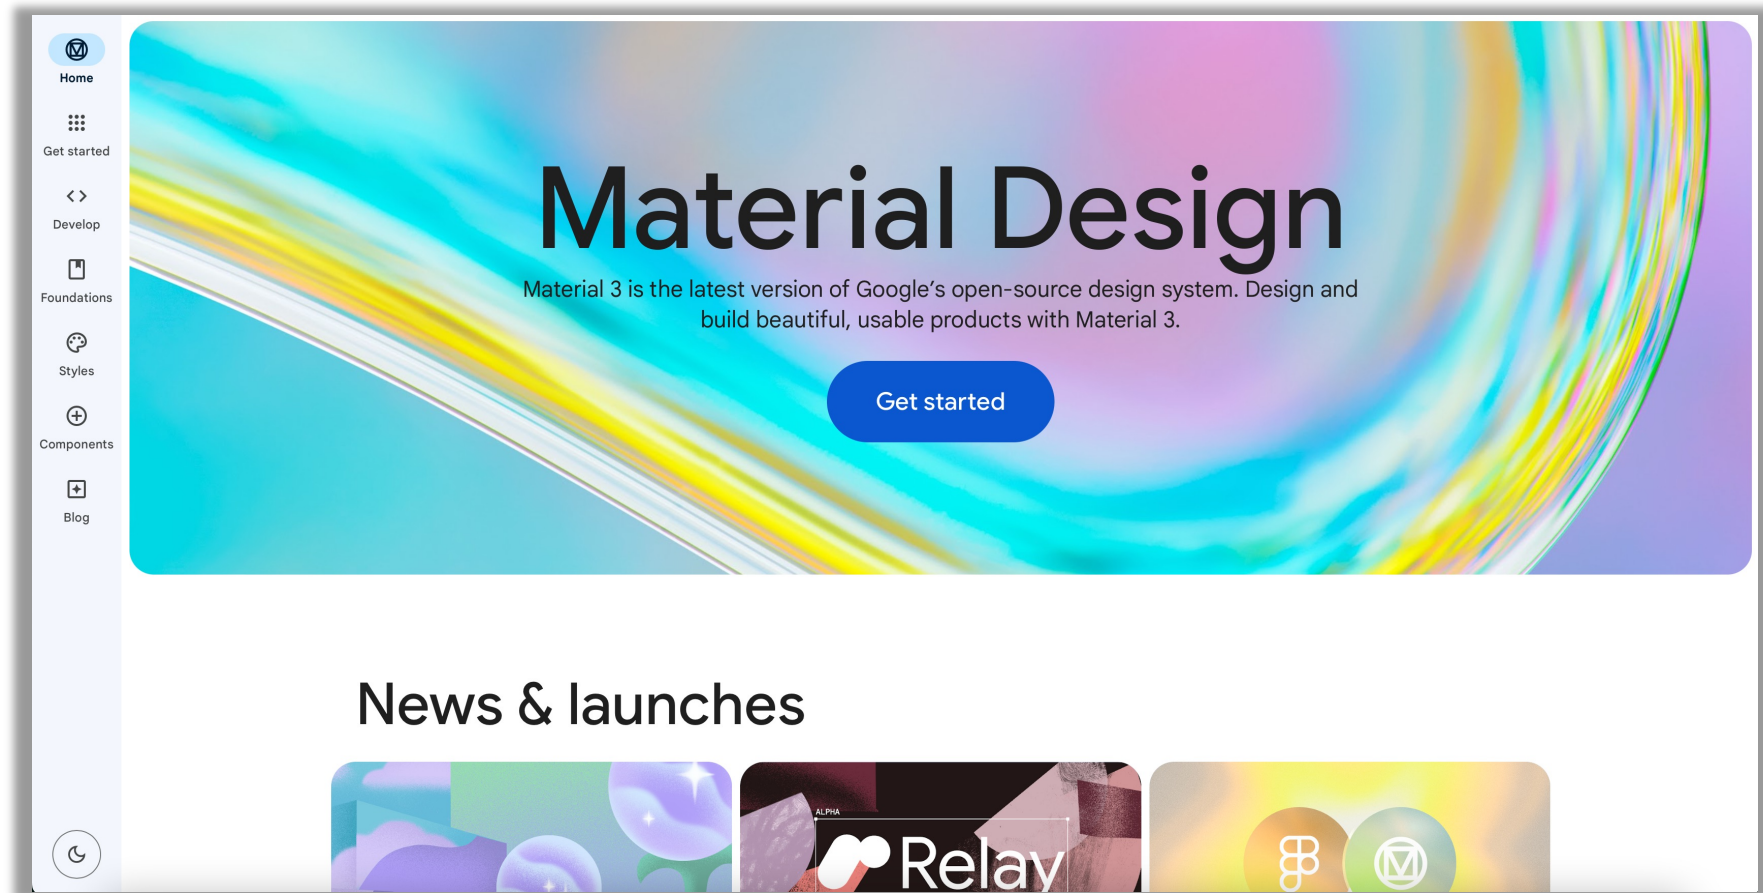 Home
Get started
Develop
Foundations
Styles
Components
Blog
Material Design
Material 3 is the latest version of Google’s open-source design system. Design and
build beautiful, usable products with Material 3.
Get started
News & launches
ALPHA
Relay